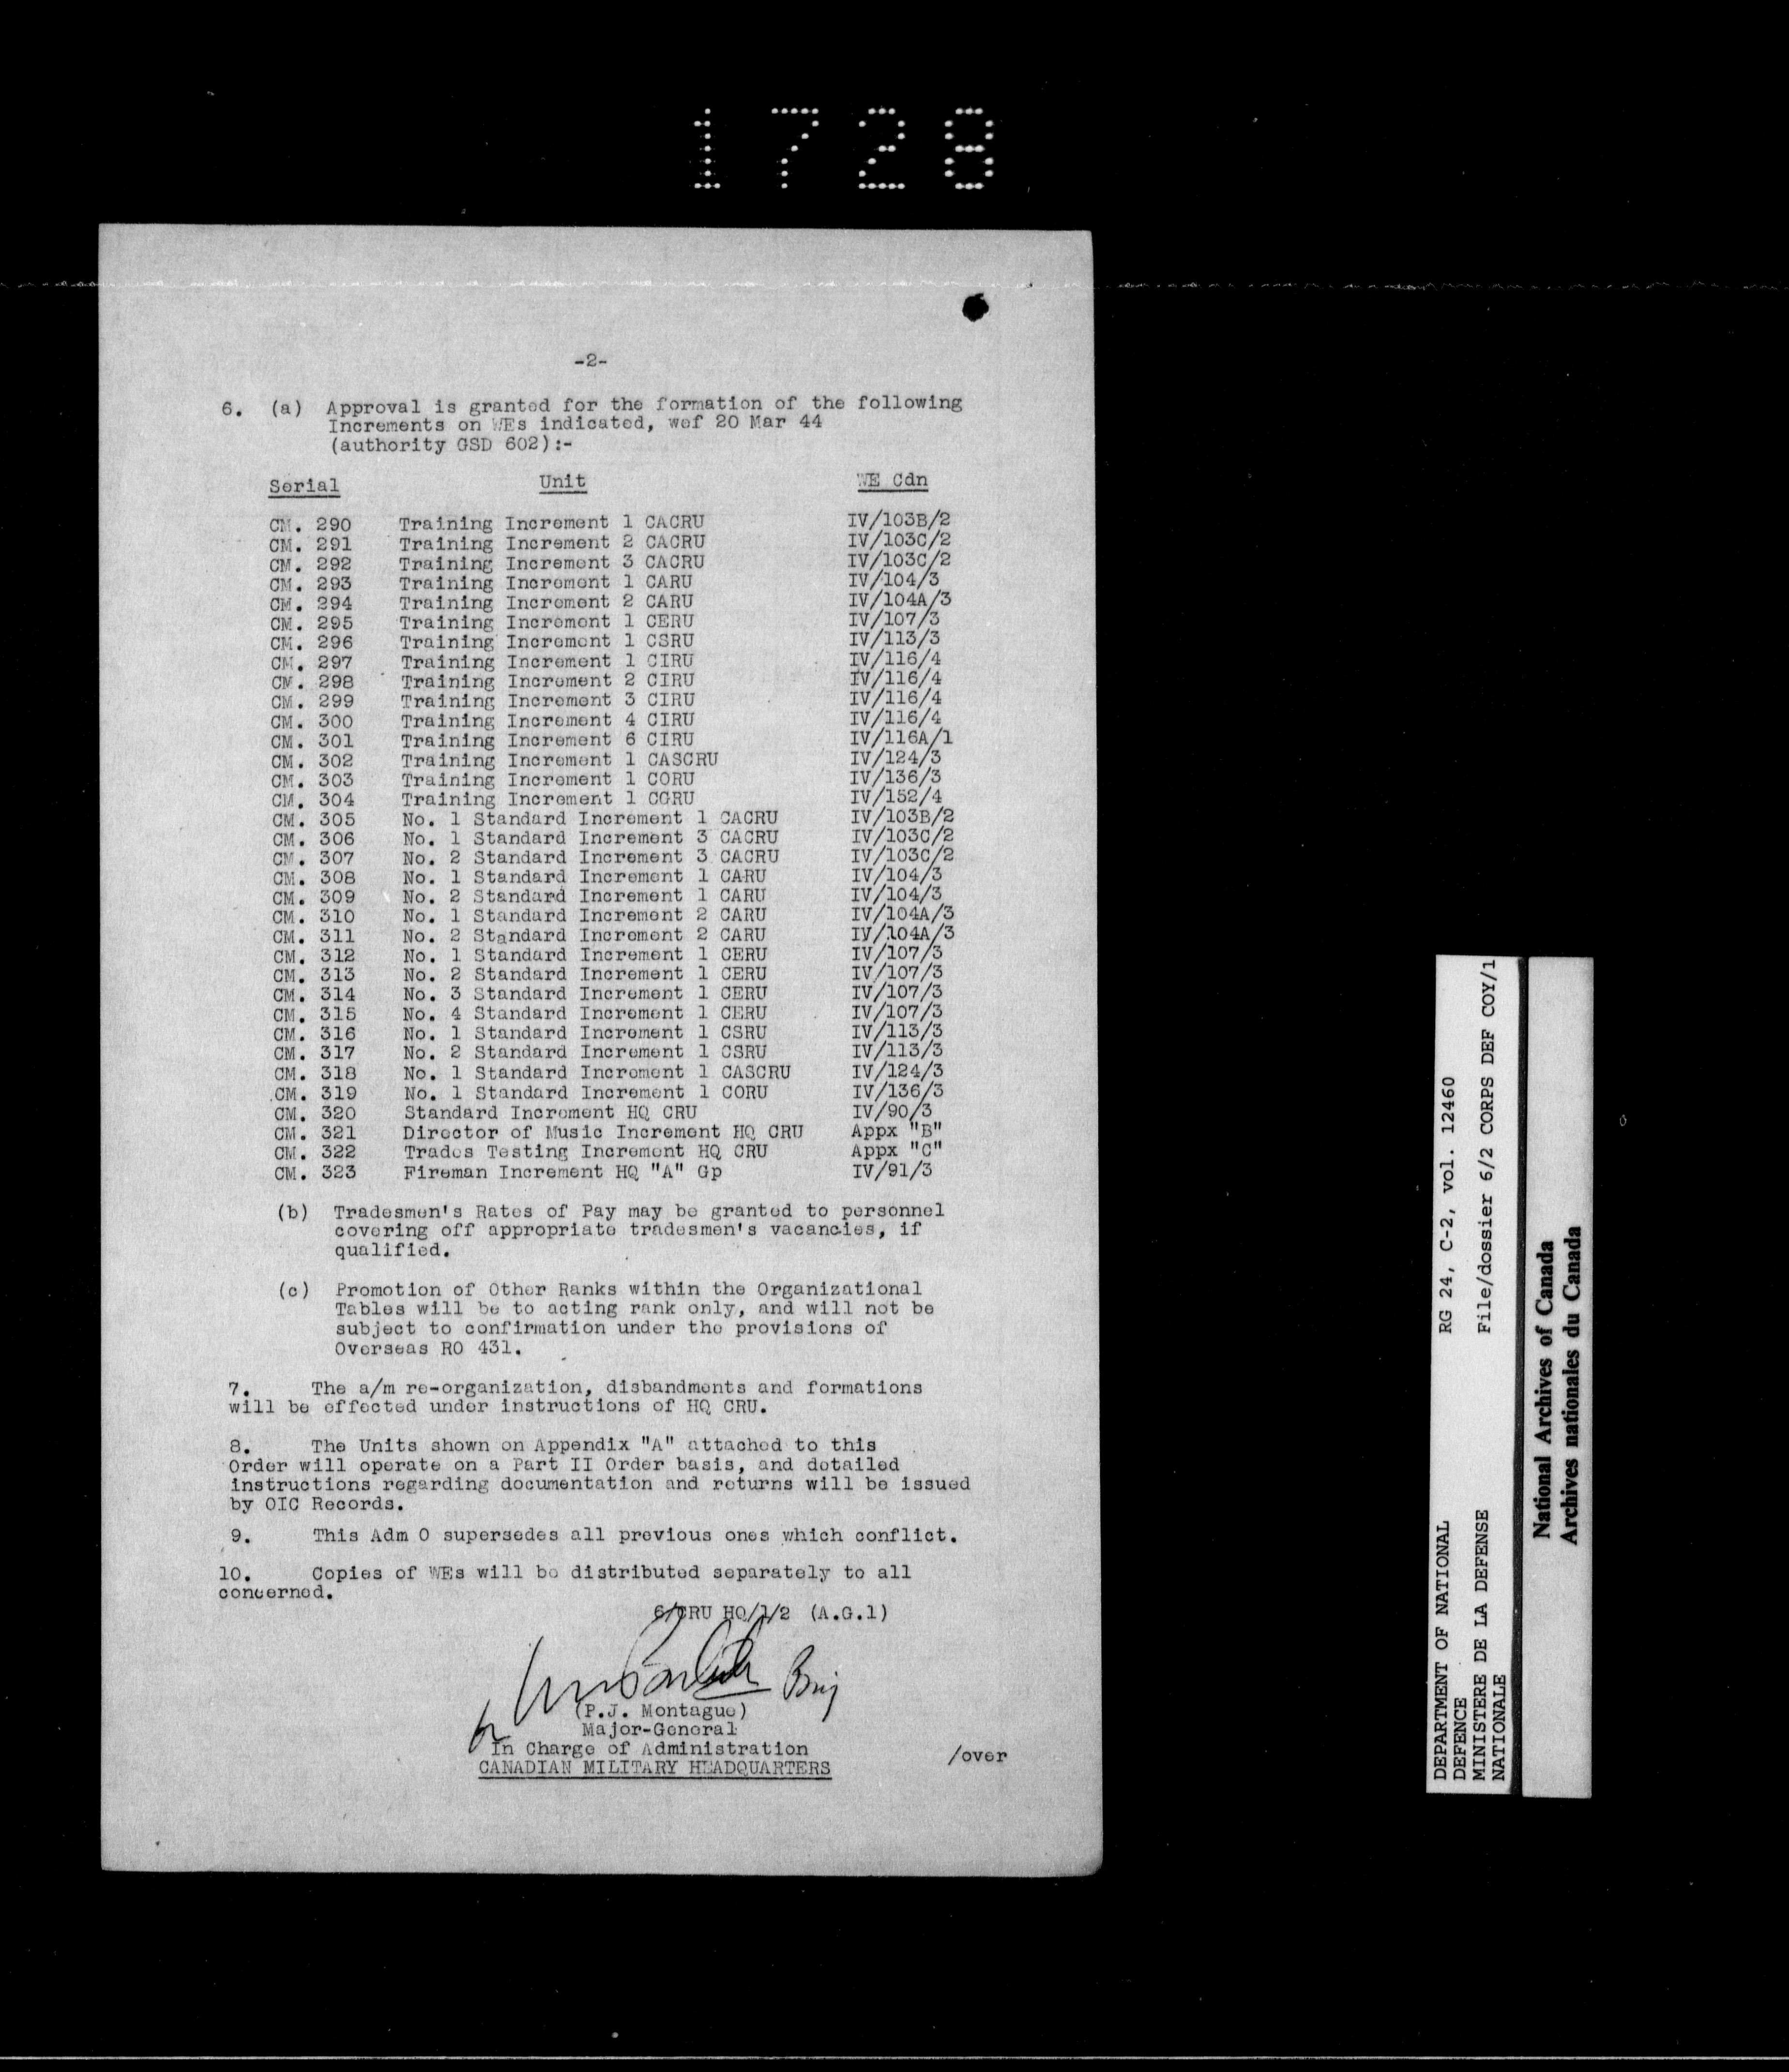 1728
-2-
6. (a) Approval is granted for the formation of the following
Increments on WEs indicated, wef 20 Mar 44
(authority GSD 602):-
Serial Unit WE Cdn
CM. 290 Training Increment 1 CACRU IV/103B/2
CM. 291 Training Increment 2 CACRU IV/103C/2
CM. 292 Training Increment 3 CACRU IV/103C/2
CM. 293 Training Increment 1 CARU IV/104/3
CM. 294 Training Increment 2 CARU IV/104A/3
CM. 295 Training Increment 1 CERU IV/107/3
CM. 296 Training Increment 1 CSRU IV/113/3
CM. 297 Training Increment 1 CIRU IV/116/4
CM. 298 Training Increment 2 CIRU IV/116/4
CM. 299 Training Increment 3 CIRU IV/116/4
CM. 300 Training Increment 4 CIRU IV/116/4
CM. 301 Training Increment 6 CIRU IV/116A/1
CM. 302 Training Increment 1 CASCRU IV/124/3
CM. 303 Training Increment 1 CORU IV/136/3
CM. 304 Training Increment 1 CGRU IV/152/4
CM. 305 No. 1 Standard Increment 1 CACRU IV/103B/2
CM. 306 No. 1 Standard Increment 3 CACRU IV/103C/2
CM. 307 No. 2 Standard Increment 3 CACRU IV/103C/2
CM. 308 No. 1 Standard Increment 1 CARU IV/104/3
CM. 309 No. 2 Standard Increment 1 CARU IV/104/3
CM. 310 No. 1 Standard Increment 2 CARU IV/104A/3
CM. 311 No. 2 Standard Increment 2 CARU IV/104A/3
CM. 312 No. 1 Standard Increment 1 CERU IV/107/3
CM. 313 No. 2 Standard Increment 1 CERU IV/107/3
CM. 314 No. 3 Standard Increment 1 CERU IV/107/3
CM. 315 No. 4 Standard Increment 1 CERU IV/107/3
CM. 316 No. 1 Standard Increment 1 CSRU IV/113/3
CM. 317 No. 2 Standard Increment 1 CSRU IV/113/3
CM. 318 No. 1 Standard Increment 1 CASCRU IV/124/3
CM. 319 No. 1 Standard Increment 1 CORU IV/136/3
CM. 320 Standard Increment HQ CRU IV/90/3
CM. 321 Director of Music Increment HQ CRU Appx "B"
CM. 322 Trades Testing Increment HQ CRU Appx "C"
CM. 323 Fireman Increment HQ "A" Gp IV/91/3
(b) Tradesmen's Rates of Pay may be granted to personnel
covering off appropriate tradesmen's vacancies, if
qualified.
(c) Promotion of Other Ranks within the Organizational
Tables will be to acting rank only, and will not be
subject to confirmation under the provisions of
Overseas RO 431.
7. The a/m re-organization, disbandments and formations
will be effected under instructions of HQ CRU.
8. The Units shown on Appendix "A" attached to this
Order will operate on a Part II Order basis, and detailed
instructions regarding documentation and returns will be issued
by OIC Records.
9. This Adm O supersedes all previous ones which conflict.
10. Copies of WEs will be distributed separately to all
concerned.
6/CRU HQ/1/2 (A.G.1)
Brig
(P.J. Montague)
Major-General
In Charge of Administration
CANADIAN MILITARY HEADQUARTERS
/over
DEPARTMENT OF NATIONAL RG 24, C-2, vol. 12460
DEFENCE
MINISTERE DE LA DEFENSE File/dossier 6/2 CORPS DEF COY/1
NATIONALE
National Archives of Canada
Archives nationales du Canada